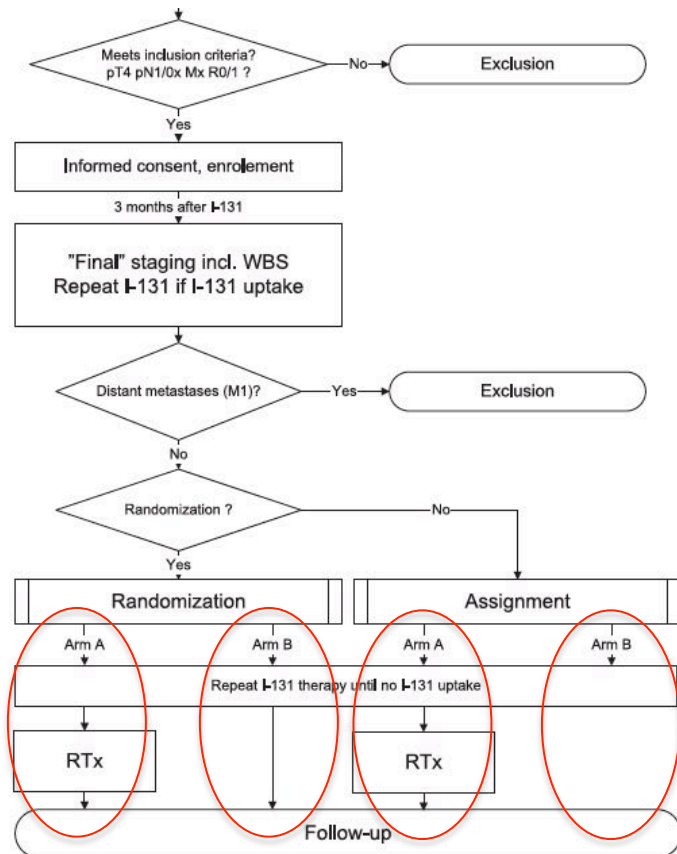 Meets inclusion criteria?
pT4 pN1/0x Mx R0/1 ?
No
Exclusion
Yes
Informed consent, enrolement
3 months after I-131
"Final" staging incl. WBS
Repeat I-131 if I-131 uptake
Distant metastases (M1)?
Yes
Exclusion
No
Randomization ?
No
Yes
Randomization
Assignment
Arm A
Arm B
Arm A
Arm B
Repeat I-131 therapy until no I-131 uptake
RTx
RTx
Follow-up